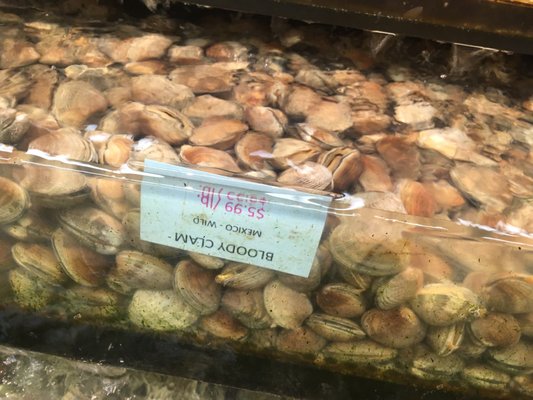 BLOODY CLAM
MEXICO - WILD
$5.99/LB